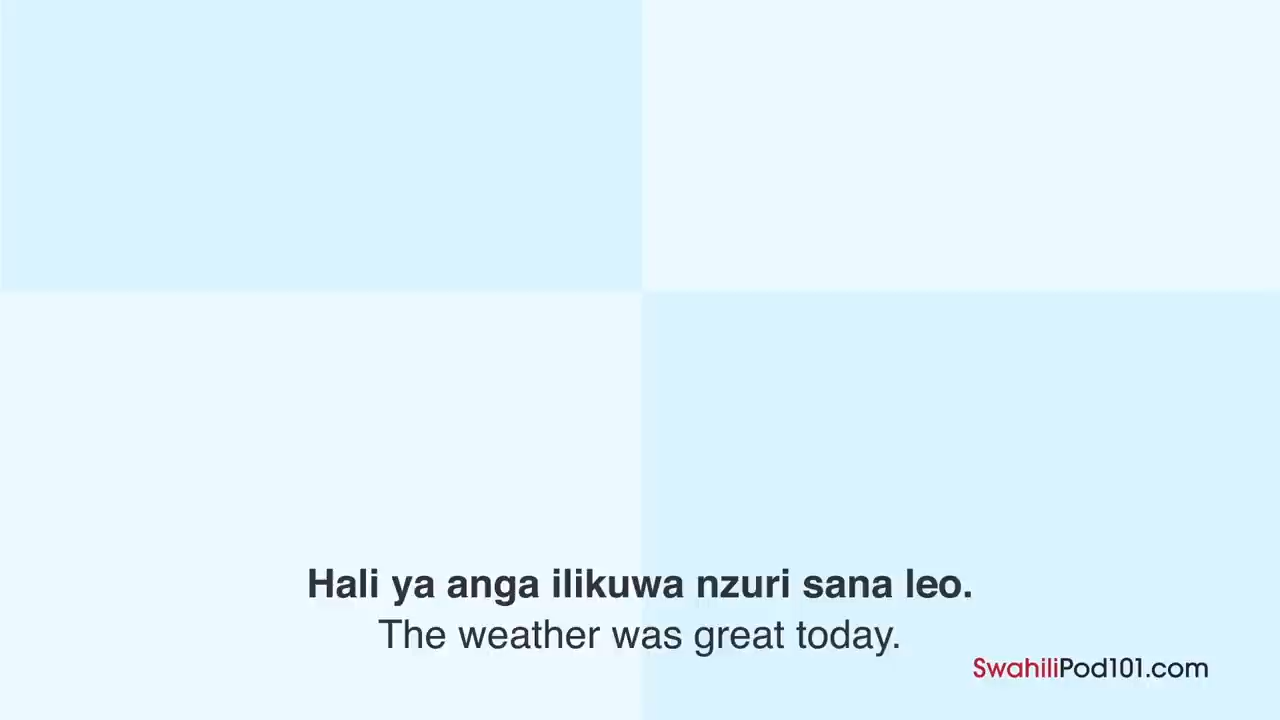 Hali ya anga ilikuwa nzuri sana leo.
The weather was great today.
SwahiliPod101.com